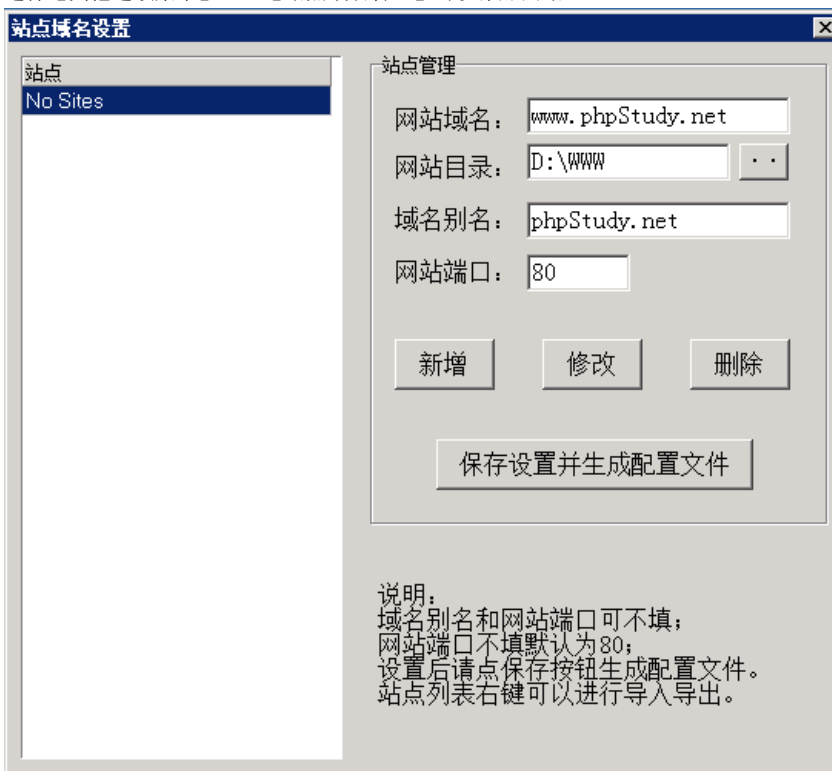 站点域名设置
站点
No Sites
站点管理
网站域名：
www.phpStudy.net
网站目录：
D:\WWW
..
域名别名：
phpStudy.net
网站端口：
80
新增
修改
删除
保存设置并生成配置文件
说明：
域名别名和网站端口可不填；
网站端口不填默认为80；
设置后请点保存按钮生成配置文件。
站点列表右键可以进行导入导出。